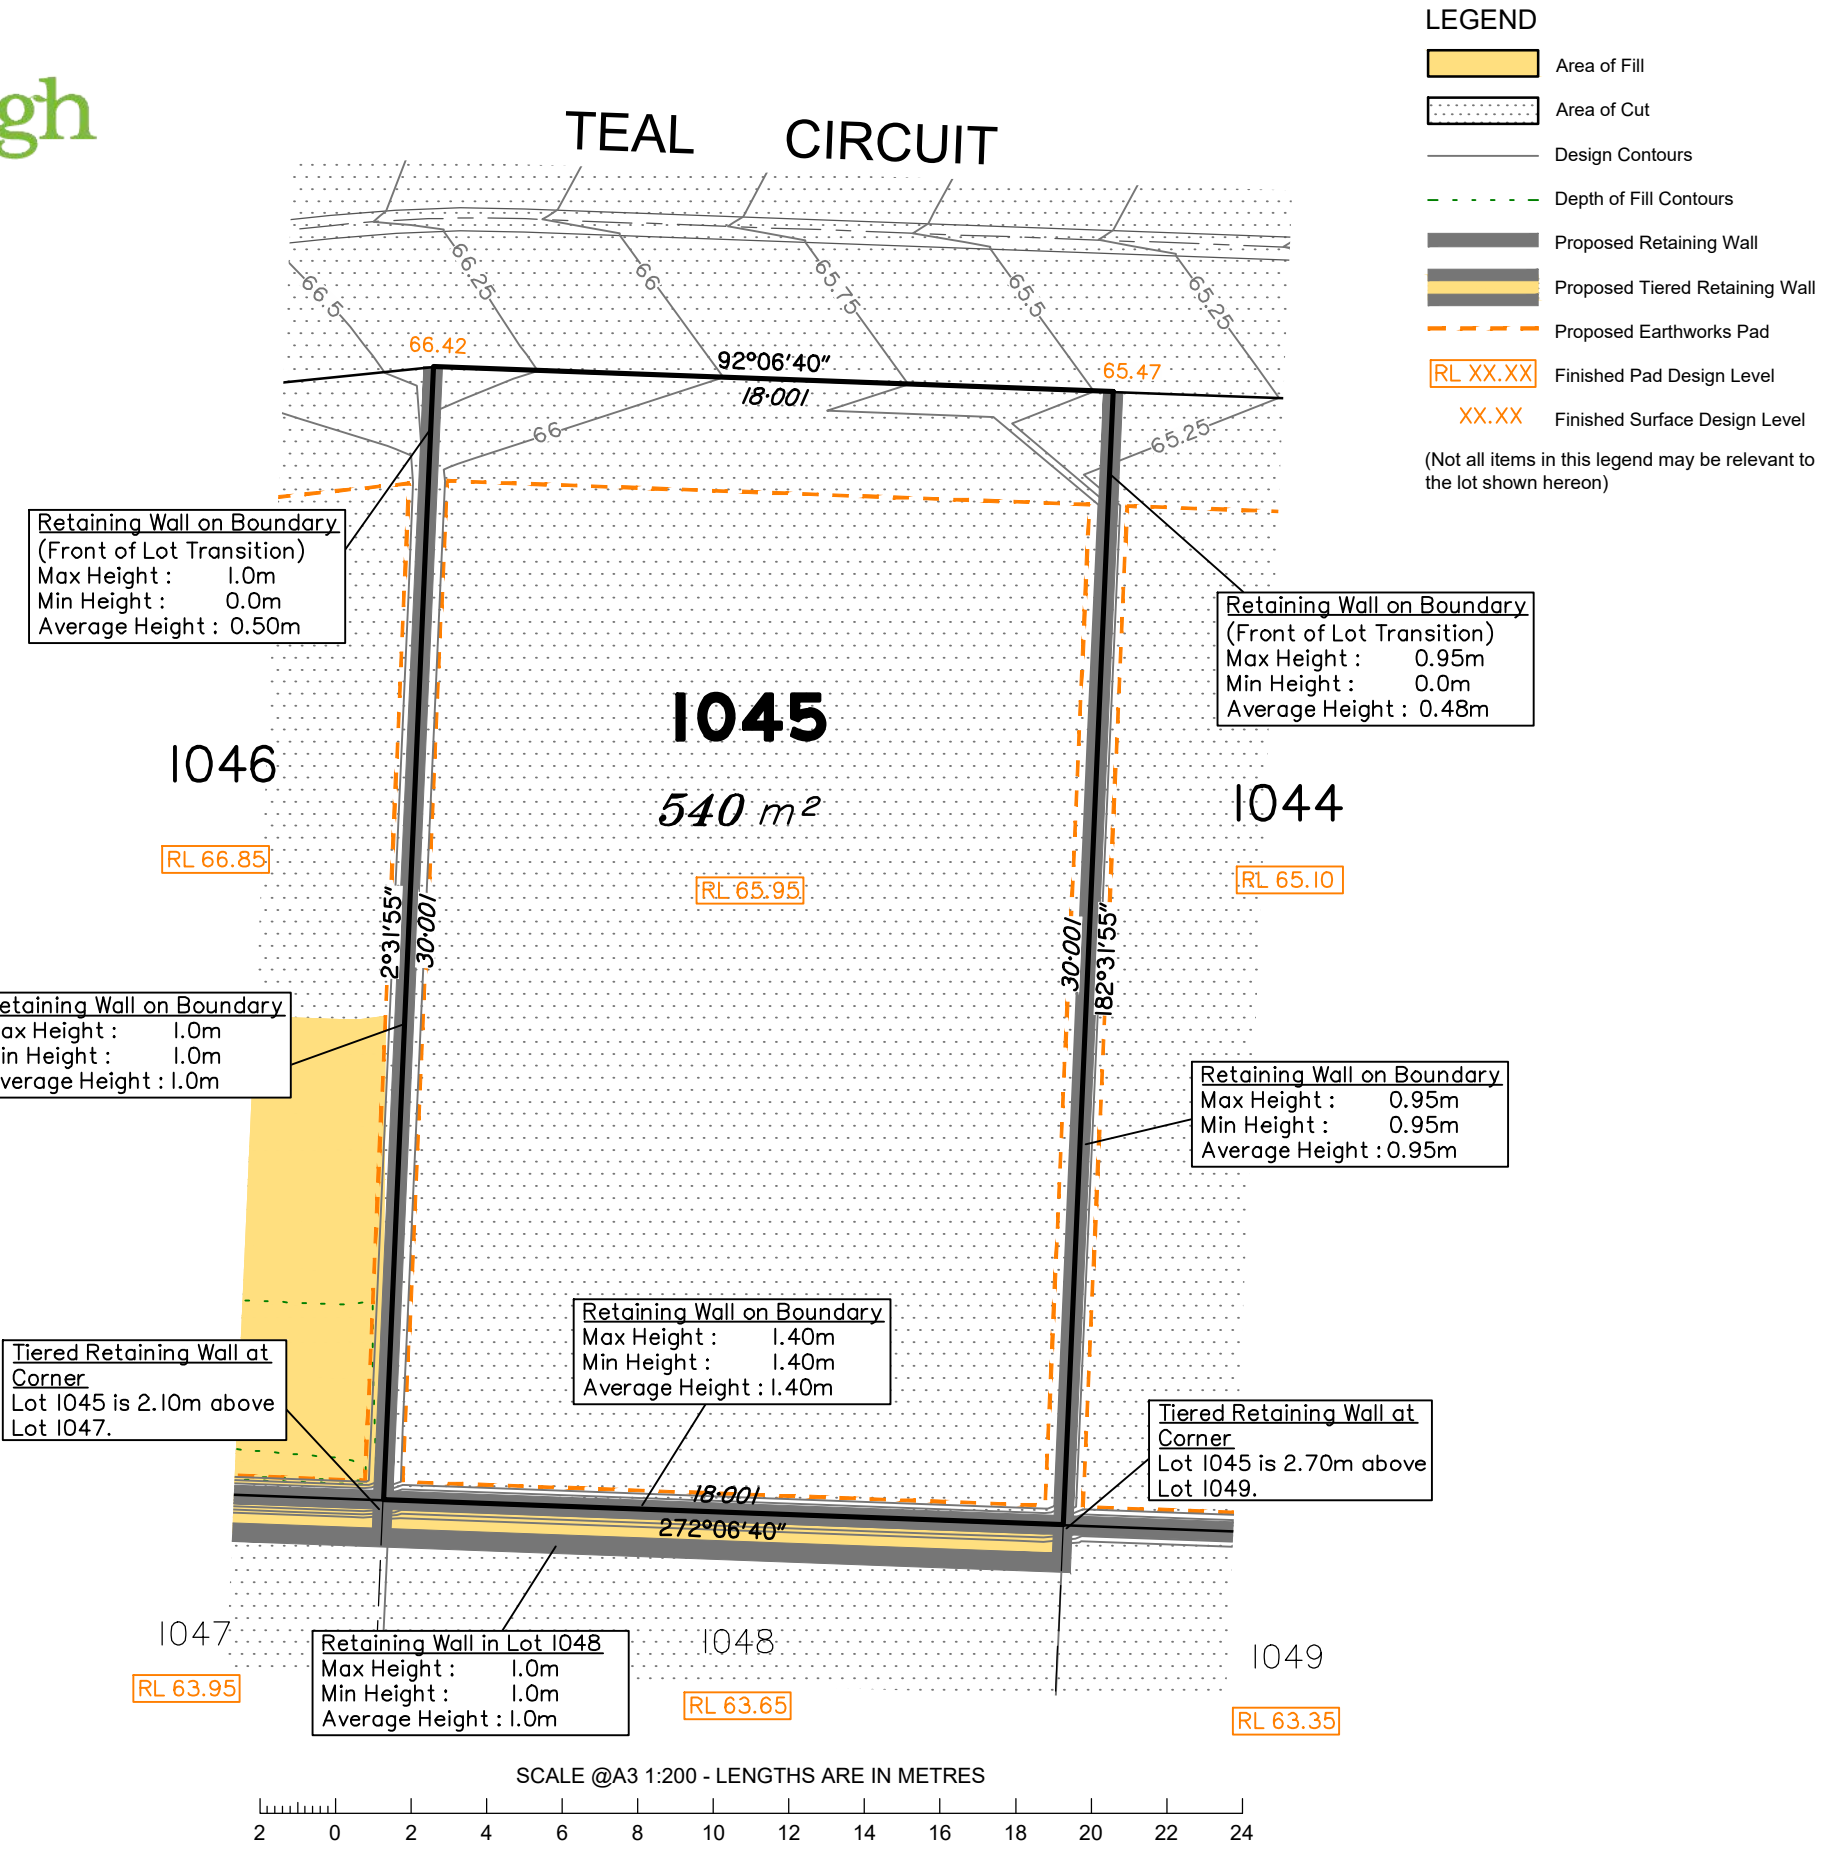 gh
TEAL CIRCUIT
LEGEND
Area of Fill
Area of Cut
Design Contours
Depth of Fill Contours
Proposed Retaining Wall
Proposed Tiered Retaining Wall
Proposed Earthworks Pad
RL XX.XX Finished Pad Design Level
XX.XX Finished Surface Design Level
(Not all items in this legend may be relevant to
the lot shown hereon)
66.5
66.25
66
65.75
65.5
65.25
66.42
92°06'40"
18·001
65.47
66
65.25
Retaining Wall on Boundary
(Front of Lot Transition)
Max Height : 1.0m
Min Height : 0.0m
Average Height : 0.50m
Retaining Wall on Boundary
(Front of Lot Transition)
Max Height : 0.95m
Min Height : 0.0m
Average Height : 0.48m
1046
RL 66.85
1045
540 m²
RL 65.95
1044
RL 65.10
2°31'55"
30·001
30·001
182°31'55"
etaining Wall on Boundary
ax Height : 1.0m
in Height : 1.0m
verage Height : 1.0m
Retaining Wall on Boundary
Max Height : 0.95m
Min Height : 0.95m
Average Height : 0.95m
Retaining Wall on Boundary
Max Height : 1.40m
Min Height : 1.40m
Average Height : 1.40m
Tiered Retaining Wall at
Corner
Lot 1045 is 2.10m above
Lot 1047.
Tiered Retaining Wall at
Corner
Lot 1045 is 2.70m above
Lot 1049.
18·001
272°06'40"
1047
RL 63.95
Retaining Wall in Lot 1048
Max Height : 1.0m
Min Height : 1.0m
Average Height : 1.0m
1048
RL 63.65
1049
RL 63.35
SCALE @A3 1:200 - LENGTHS ARE IN METRES
2 0 2 4 6 8 10 12 14 16 18 20 22 24